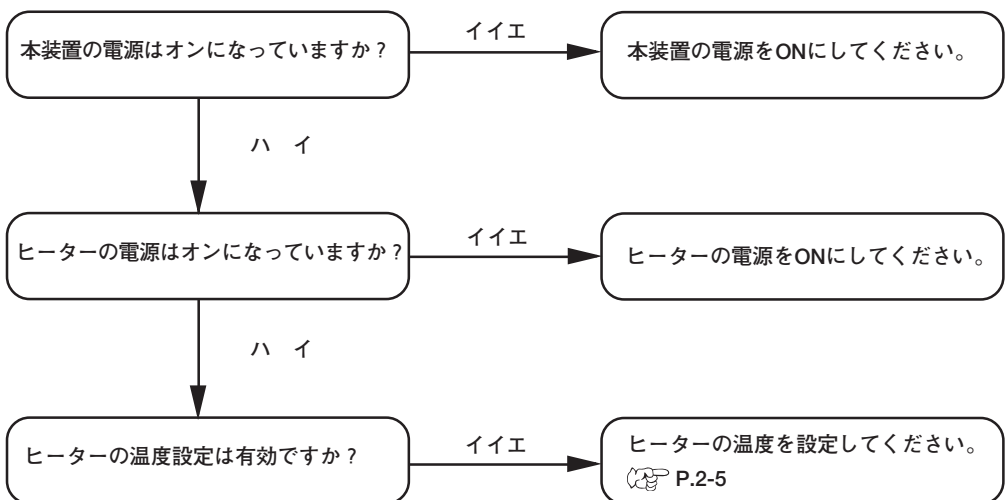 本装置の電源はオンになっていますか？
イイエ
本装置の電源をONにしてください。
ハ イ
ヒーターの電源はオンになっていますか？
イイエ
ヒーターの電源をONにしてください。
ハ イ
ヒーターの温度設定は有効ですか？
イイエ
ヒーターの温度を設定してください。
P.2-5